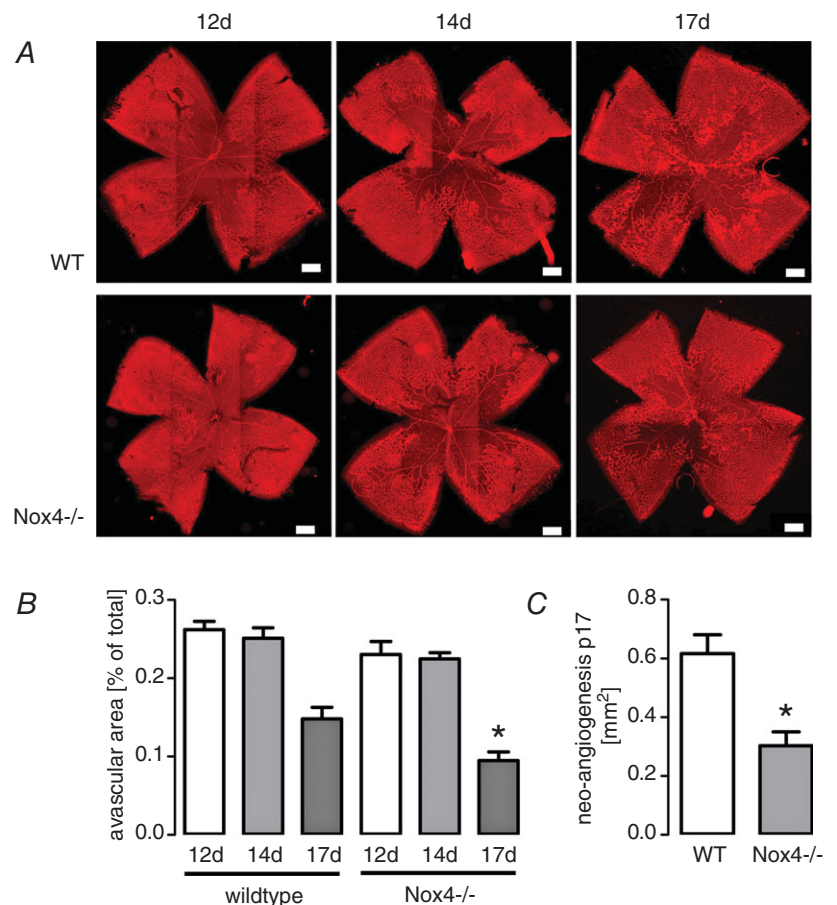 12d 14d 17d
A
WT
Nox4-/-
B
avascular area [% of total]
0.3
0.2
0.1
0.0
12d 14d 17d 12d 14d 17d
*
wildtype Nox4-/-
C
neo-angiogenesis p17
[mm²]
0.8
0.6
0.4
0.2
0.0
*
WT Nox4-/-